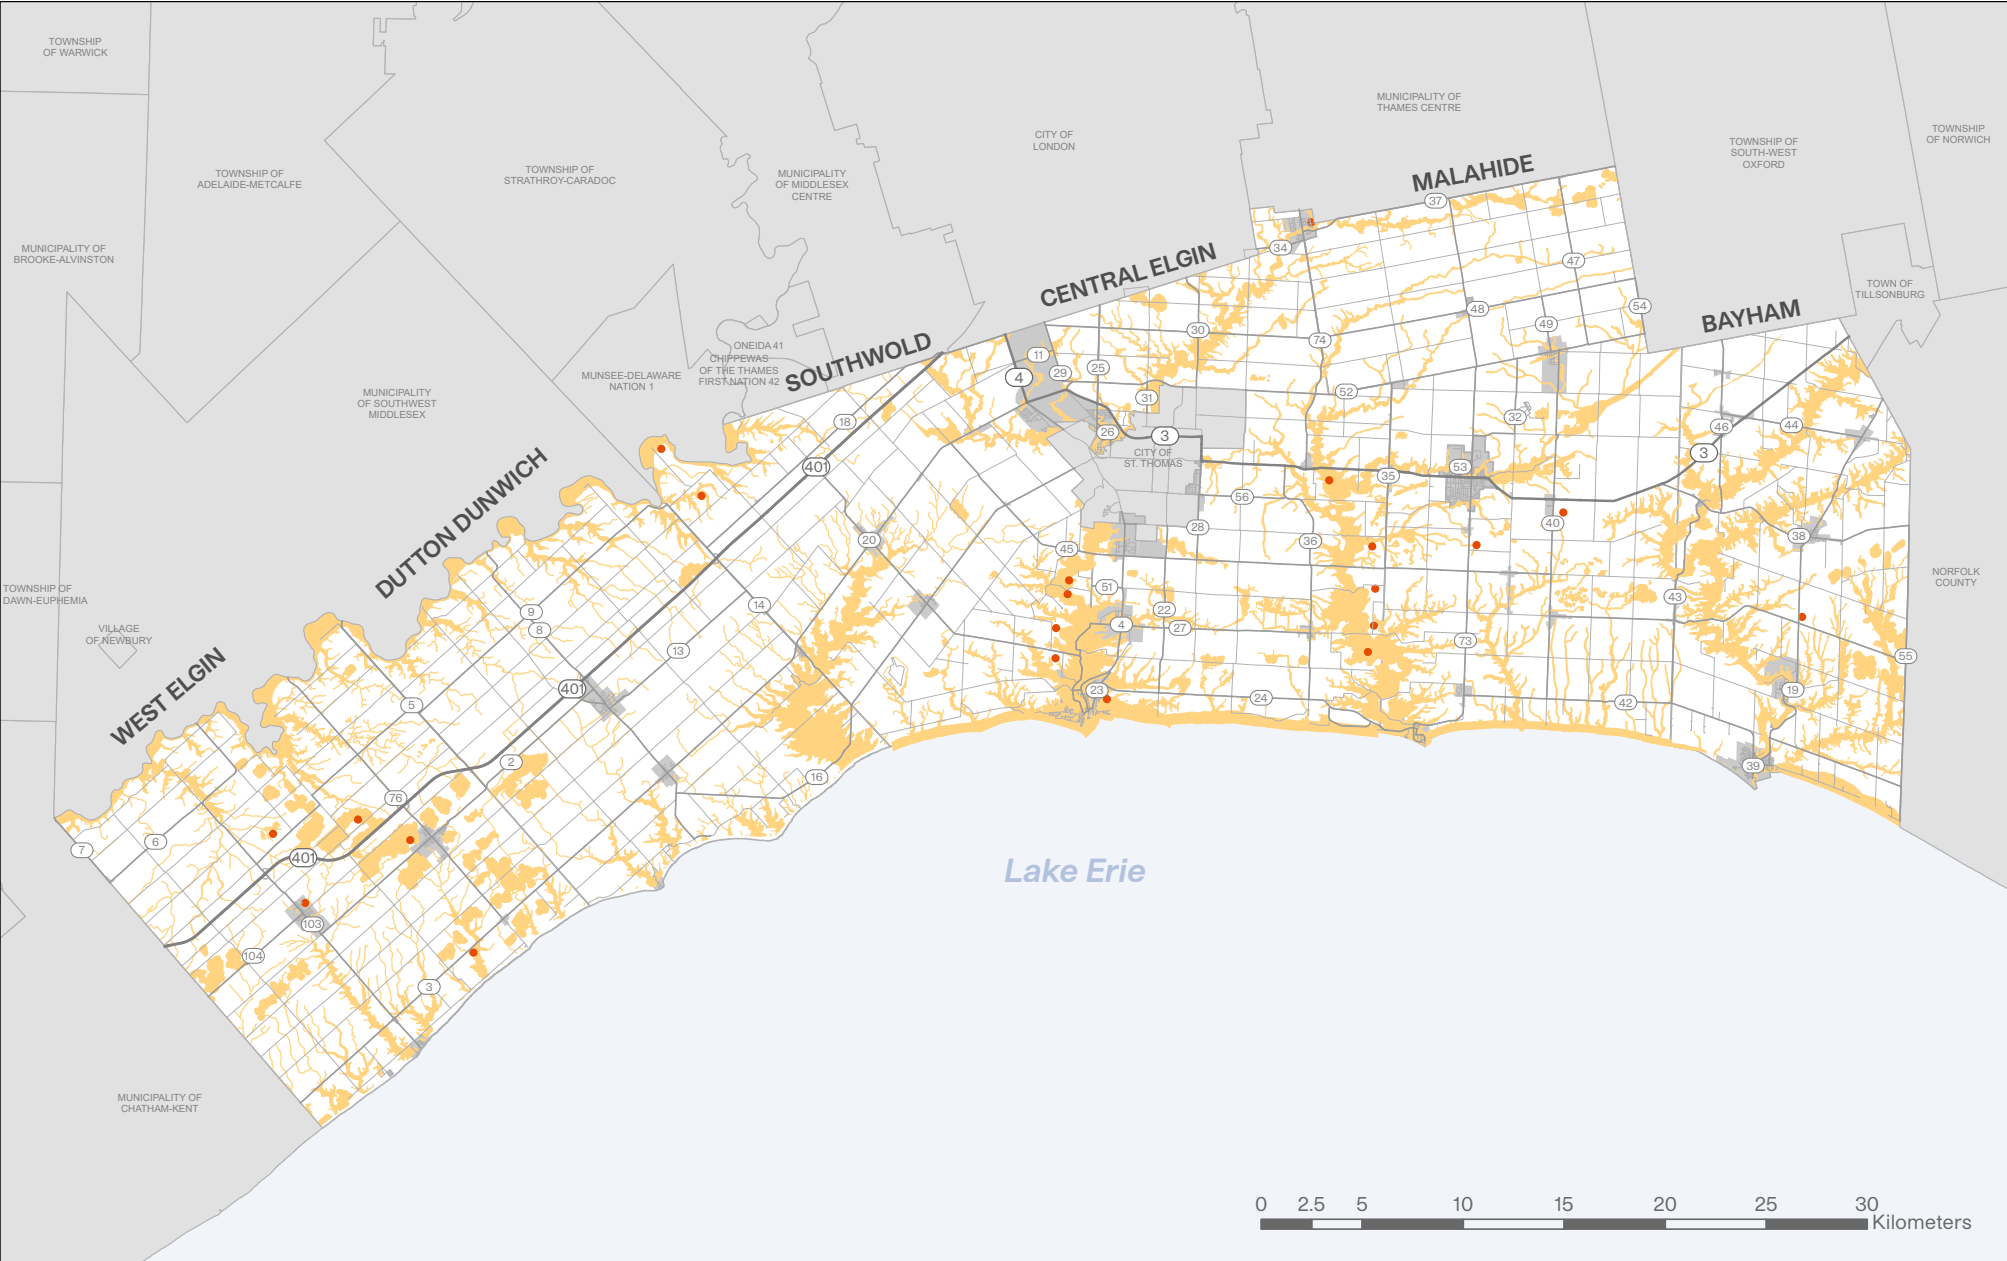 TOWNSHIP
OF WARWICK
TOWNSHIP OF
ADELAIDE-METCALFE
TOWNSHIP OF
STRATHROY-CARADOC
MUNICIPALITY
OF MIDDLESEX
CENTRE
CITY OF
LONDON
MUNICIPALITY OF
THAMES CENTRE
TOWNSHIP OF
SOUTH-WEST
OXFORD
TOWNSHIP
OF NORWICH
MUNICIPALITY OF
BROOKE-ALVINSTON
TOWN OF
TILLSONBURG
MALAHIDE
CENTRAL ELGIN
BAYHAM
SOUTHWOLD
ONEIDA 41
CHIPPEWAS
OF THE THAMES
FIRST NATION 42
MUNSEE-DELAWARE
NATION 1
MUNICIPALITY
OF SOUTHWEST
MIDDLESEX
DUTTON DUNWICH
CITY OF
ST. THOMAS
TOWNSHIP OF
DAWN-EUPHEMIA
VILLAGE
OF NEWBURY
NORFOLK
COUNTY
WEST ELGIN
MUNICIPALITY OF
CHATHAM-KENT
Lake Erie
37
34
47
48
49
54
30
74
11
29
25
4
31
52
32
26
3
18
401
46
44
3
53
35
56
28
40
20
45
36
38
51
22
4
27
43
73
9
8
14
13
55
401
5
23
24
42
19
2
16
39
76
7
6
401
103
104
3
0
2.5
5
10
15
20
25
30
Kilometers